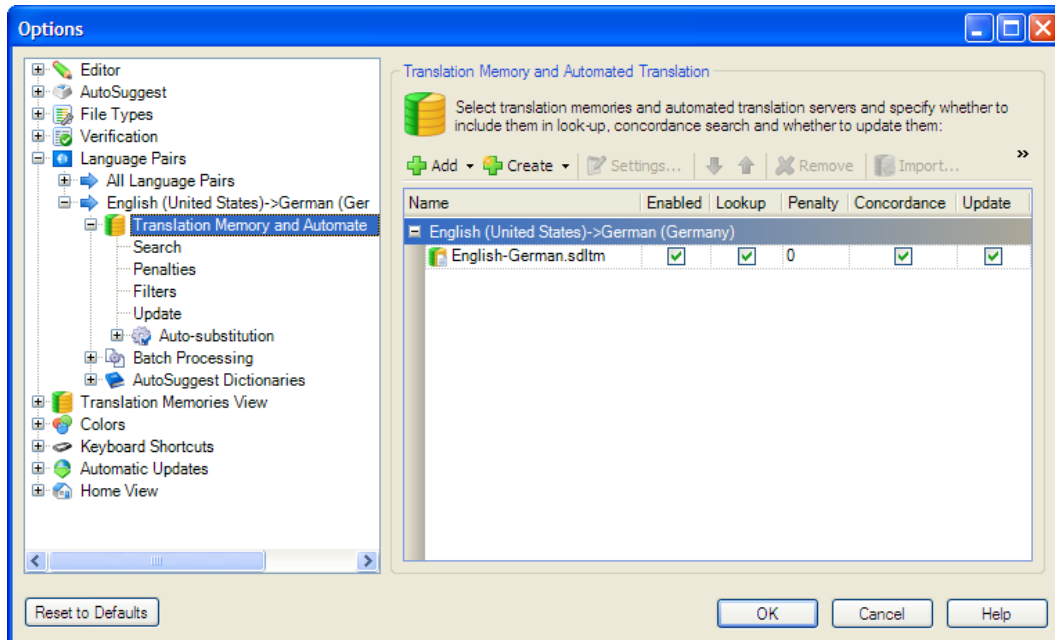 Options
Editor
AutoSuggest
File Types
Verification
Language Pairs
All Language Pairs
English (United States)->German (Ger
Translation Memory and Automate
Search
Penalties
Filters
Update
Auto-substitution
Batch Processing
AutoSuggest Dictionaries
Translation Memories View
Colors
Keyboard Shortcuts
Automatic Updates
Home View
Translation Memory and Automated Translation
Select translation memories and automated translation servers and specify whether to
include them in look-up, concordance search and whether to update them:
Add Create Settings... Remove Import... »
Name Enabled Lookup Penalty Concordance Update
English (United States)->German (Germany)
English-German.sdltm 0
Reset to Defaults OK Cancel Help